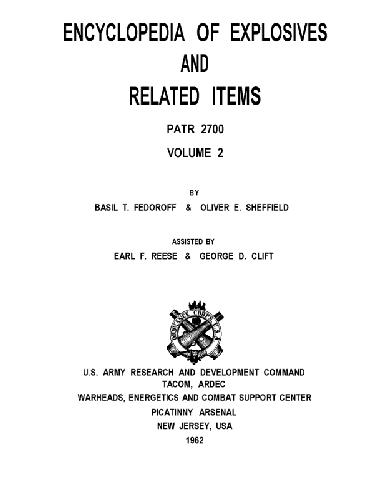 ENCYCLOPEDIA OF EXPLOSIVES
AND
RELATED ITEMS
PATR 2700
VOLUME 2
BY
BASIL T. FEDOROFF & OLIVER E. SHEFFIELD
ASSISTED BY
EARL F. REESE & GEORGE D. CLIFT
U.S. ARMY RESEARCH AND DEVELOPMENT COMMAND
TACOM, ARDEC
WARHEADS, ENERGETICS AND COMBAT SUPPORT CENTER
PICATINNY ARSENAL
NEW JERSEY, USA
1962